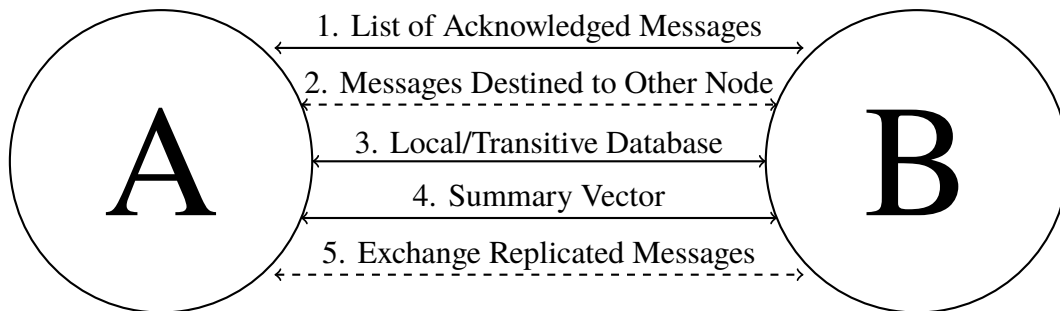 1. List of Acknowledged Messages
2. Messages Destined to Other Node
3. Local/Transitive Database
4. Summary Vector
5. Exchange Replicated Messages
A
B